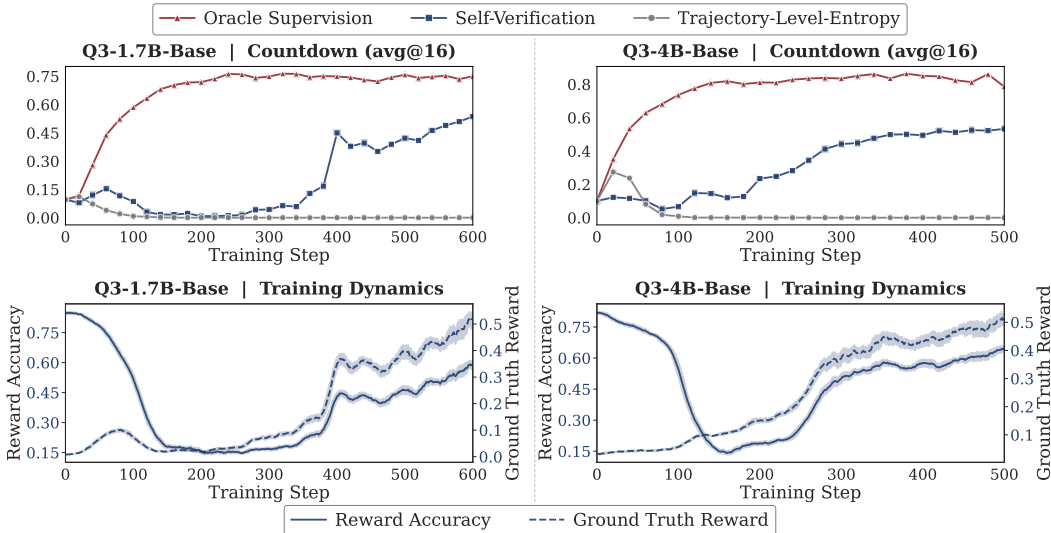 Oracle Supervision Self-Verification Trajectory-Level-Entropy
Q3-1.7B-Base | Countdown (avg@16)
0.75
0.60
0.45
0.30
0.15
0.00
0 100 200 300 400 500 600
Training Step
Q3-4B-Base | Countdown (avg@16)
0.8
0.6
0.4
0.2
0.0
0 100 200 300 400 500
Training Step
Q3-1.7B-Base | Training Dynamics
Reward Accuracy
0.75
0.60
0.45
0.30
0.15
0.5
0.4
0.3
0.2
0.1
0.0
Ground Truth Reward
0 100 200 300 400 500 600
Training Step
Q3-4B-Base | Training Dynamics
Reward Accuracy
0.75
0.60
0.45
0.30
0.15
0.5
0.4
0.3
0.2
0.1
Ground Truth Reward
0 100 200 300 400 500
Training Step
Reward Accuracy Ground Truth Reward